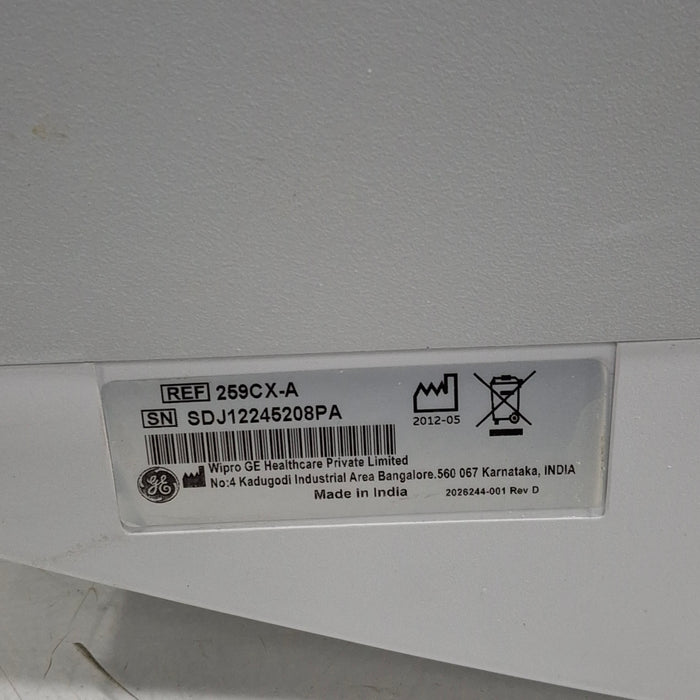 REF 259CX-A
SN SDJ12245208PA
2012-05
GE
Wipro GE Healthcare Private Limited
No:4 Kadugodi Industrial Area Bangalore.560 067 Karnataka, INDIA
Made in India
2026244-001 Rev D